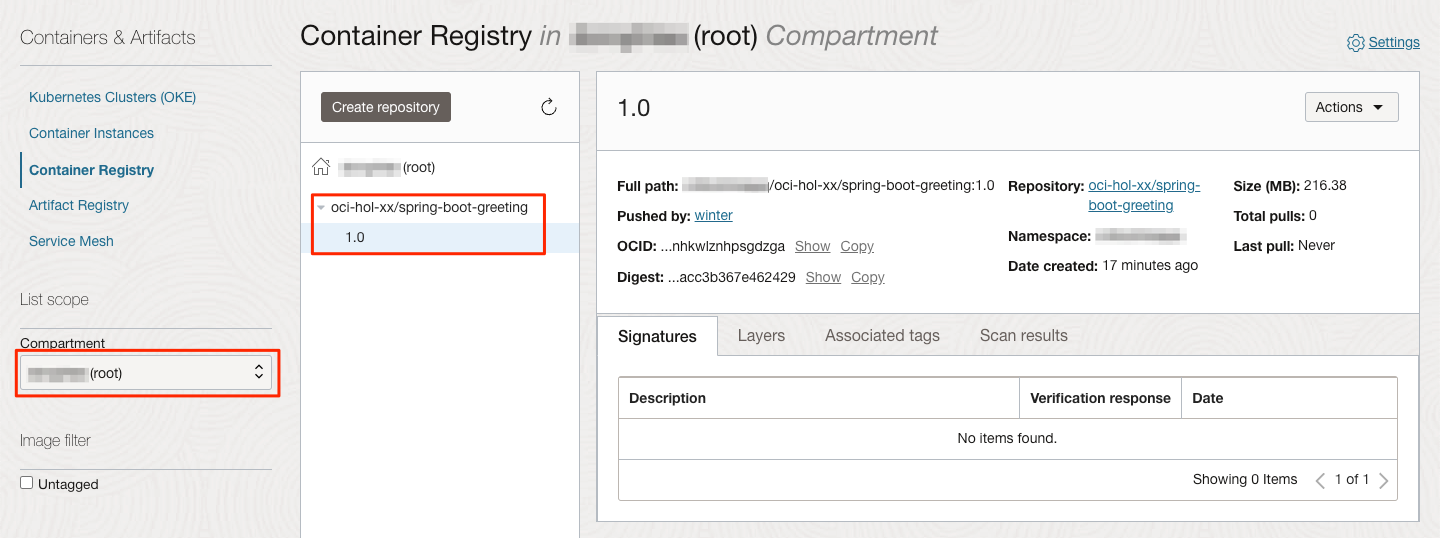 Containers & Artifacts
Kubernetes Clusters (OKE)
Container Instances
Container Registry
Artifact Registry
Service Mesh
List scope
Compartment
(root)
Image filter
Untagged
Container Registry in (root) Compartment
Settings
Create repository
(root)
oci-hol-xx/spring-boot-greeting
1.0
1.0
Actions
Full path: /oci-hol-xx/spring-boot-greeting:1.0
Pushed by: winter
OCID: ...nhkwlznhpsgdzga Show Copy
Digest: ...acc3b367e462429 Show Copy
Repository: oci-hol-xx/spring-
boot-greeting
Namespace:
Date created: 17 minutes ago
Size (MB): 216.38
Total pulls: 0
Last pull: Never
Signatures Layers Associated tags Scan results
Description Verification response Date
No items found.
Showing 0 Items 1 of 1